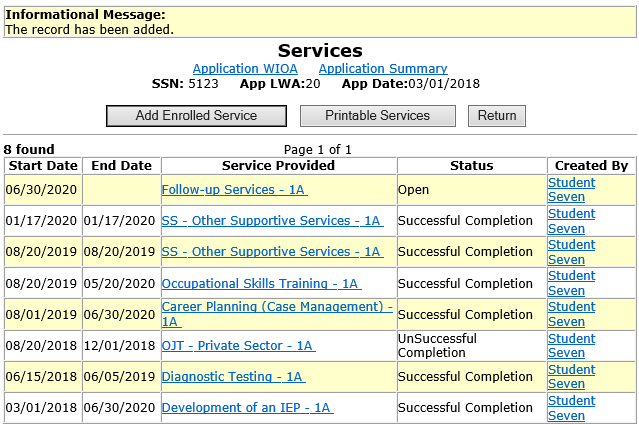 Informational Message:
The record has been added.
Services
Application WIOA Application Summary
SSN: 5123 App LWA:20 App Date:03/01/2018
Add Enrolled Service Printable Services Return
8 found Page 1 of 1
Start Date End Date Service Provided Status Created By
06/30/2020 Follow-up Services - 1A Open Student Seven
01/17/2020 01/17/2020 SS - Other Supportive Services - 1A Successful Completion Student Seven
08/20/2019 08/20/2019 SS - Other Supportive Services - 1A Successful Completion Student Seven
08/20/2019 05/20/2020 Occupational Skills Training - 1A Successful Completion Student Seven
08/01/2019 06/30/2020 Career Planning (Case Management) - 1A Successful Completion Student Seven
08/20/2018 12/01/2018 OJT - Private Sector - 1A UnSuccessful Completion Student Seven
06/15/2018 06/05/2019 Diagnostic Testing - 1A Successful Completion Student Seven
03/01/2018 06/30/2020 Development of an IEP - 1A Successful Completion Student Seven